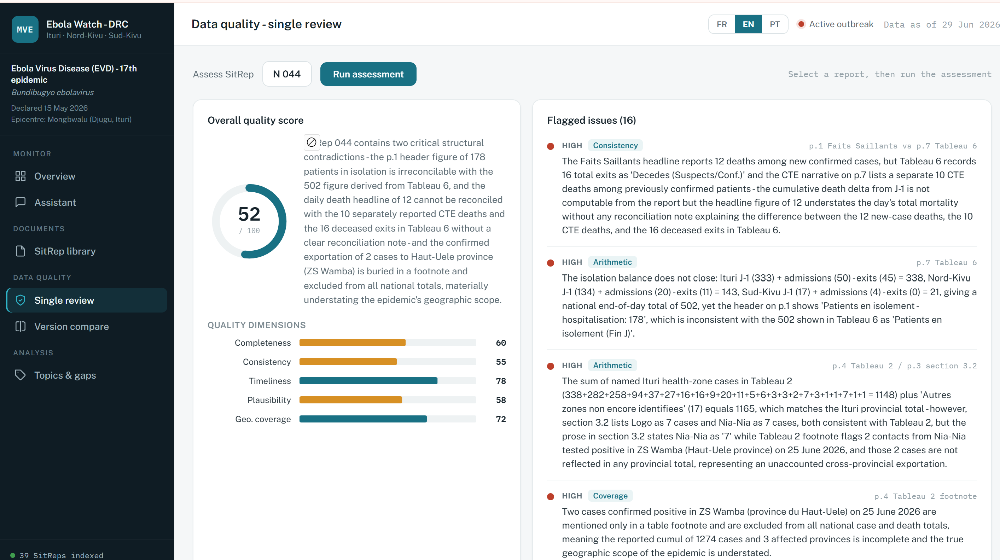 MVE
Ebola Watch - DRC
Ituri · Nord-Kivu · Sud-Kivu
Ebola Virus Disease (EVD) - 17th
epidemic
Bundibugyo ebolavirus
Declared 15 May 2026
Epicentre: Mongbwalu (Djugu, Ituri)
MONITOR
Overview
Assistant
DOCUMENTS
SitRep library
DATA QUALITY
Single review
Version compare
ANALYSIS
Topics & gaps
39 SitReps indexed
Data quality - single review
FR EN PT
Active outbreak
Data as of 29 Jun 2026
Assess SitRep
N 044
Run assessment
Select a report, then run the assessment
Overall quality score
52
/ 100
Rep 044 contains two critical structural
contradictions - the p.1 header figure of 178
patients in isolation is irreconcilable with the
502 figure derived from Tableau 6, and the
daily death headline of 12 cannot be reconciled
with the 10 separately reported CTE deaths and
the 16 deceased exits in Tableau 6 without a
clear reconciliation note - and the confirmed
exportation of 2 cases to Haut-Uele province
(ZS Wamba) is buried in a footnote and
excluded from all national totals, materially
understating the epidemic's geographic scope.
QUALITY DIMENSIONS
Completeness 60
Consistency 55
Timeliness 78
Plausibility 58
Geo. coverage 72
Flagged issues (16)
HIGH Consistency p.1 Faits Saillants vs p.7 Tableau 6
The Faits Saillants headline reports 12 deaths among new confirmed cases, but Tableau 6 records
16 total exits as 'Decedes (Suspects/Conf.)' and the CTE narrative on p.7 lists a separate 10 CTE
deaths among previously confirmed patients - the cumulative death delta from J-1 is not
computable from the report but the headline figure of 12 understates the day's total mortality
without any reconciliation note explaining the difference between the 12 new-case deaths, the 10
CTE deaths, and the 16 deceased exits in Tableau 6.
HIGH Arithmetic p.7 Tableau 6
The isolation balance does not close: Ituri J-1 (333) + admissions (50) - exits (45) = 338, Nord-Kivu
J-1 (134) + admissions (20) - exits (11) = 143, Sud-Kivu J-1 (17) + admissions (4) - exits (0) = 21, giving a
national end-of-day total of 502, yet the header on p.1 shows 'Patients en isolement -
hospitalisation: 178', which is inconsistent with the 502 shown in Tableau 6 as 'Patients en
isolement (Fin J)'.
HIGH Arithmetic p.4 Tableau 2 / p.3 section 3.2
The sum of named Ituri health-zone cases in Tableau 2
(338+282+258+94+37+27+16+16+9+20+11+5+6+3+3+2+7+3+1+1+7+1+1 = 1148) plus 'Autres
zones non encore identifiees' (17) equals 1165, which matches the Ituri provincial total - however,
section 3.2 lists Logo as 7 cases and Nia-Nia as 7 cases, both consistent with Tableau 2, but the
prose in section 3.2 states Nia-Nia as '7' while Tableau 2 footnote flags 2 contacts from Nia-Nia
tested positive in ZS Wamba (Haut-Uele province) on 25 June 2026, and those 2 cases are not
reflected in any provincial total, representing an unaccounted cross-provincial exportation.
HIGH Coverage p.4 Tableau 2 footnote
Two cases confirmed positive in ZS Wamba (province du Haut-Uele) on 25 June 2026 are
mentioned only in a table footnote and are excluded from all national case and death totals,
meaning the reported cumul of 1274 cases and 3 affected provinces is incomplete and the true
geographic scope of the epidemic is understated.